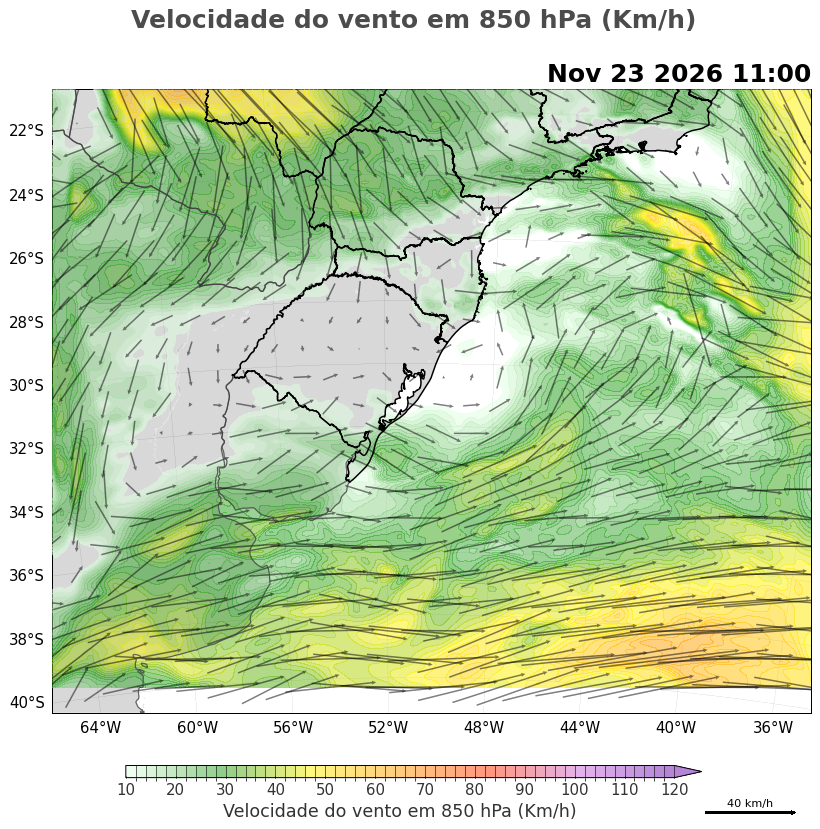 Velocidade do vento em 850 hPa (Km/h)
Nov 23 2026 11:00
22°S
24°S
26°S
28°S
30°S
32°S
34°S
36°S
38°S
40°S
64°W 60°W 56°W 52°W 48°W 44°W 40°W 36°W
10 20 30 40 50 60 70 80 90 100 110 120
Velocidade do vento em 850 hPa (Km/h)
40 km/h